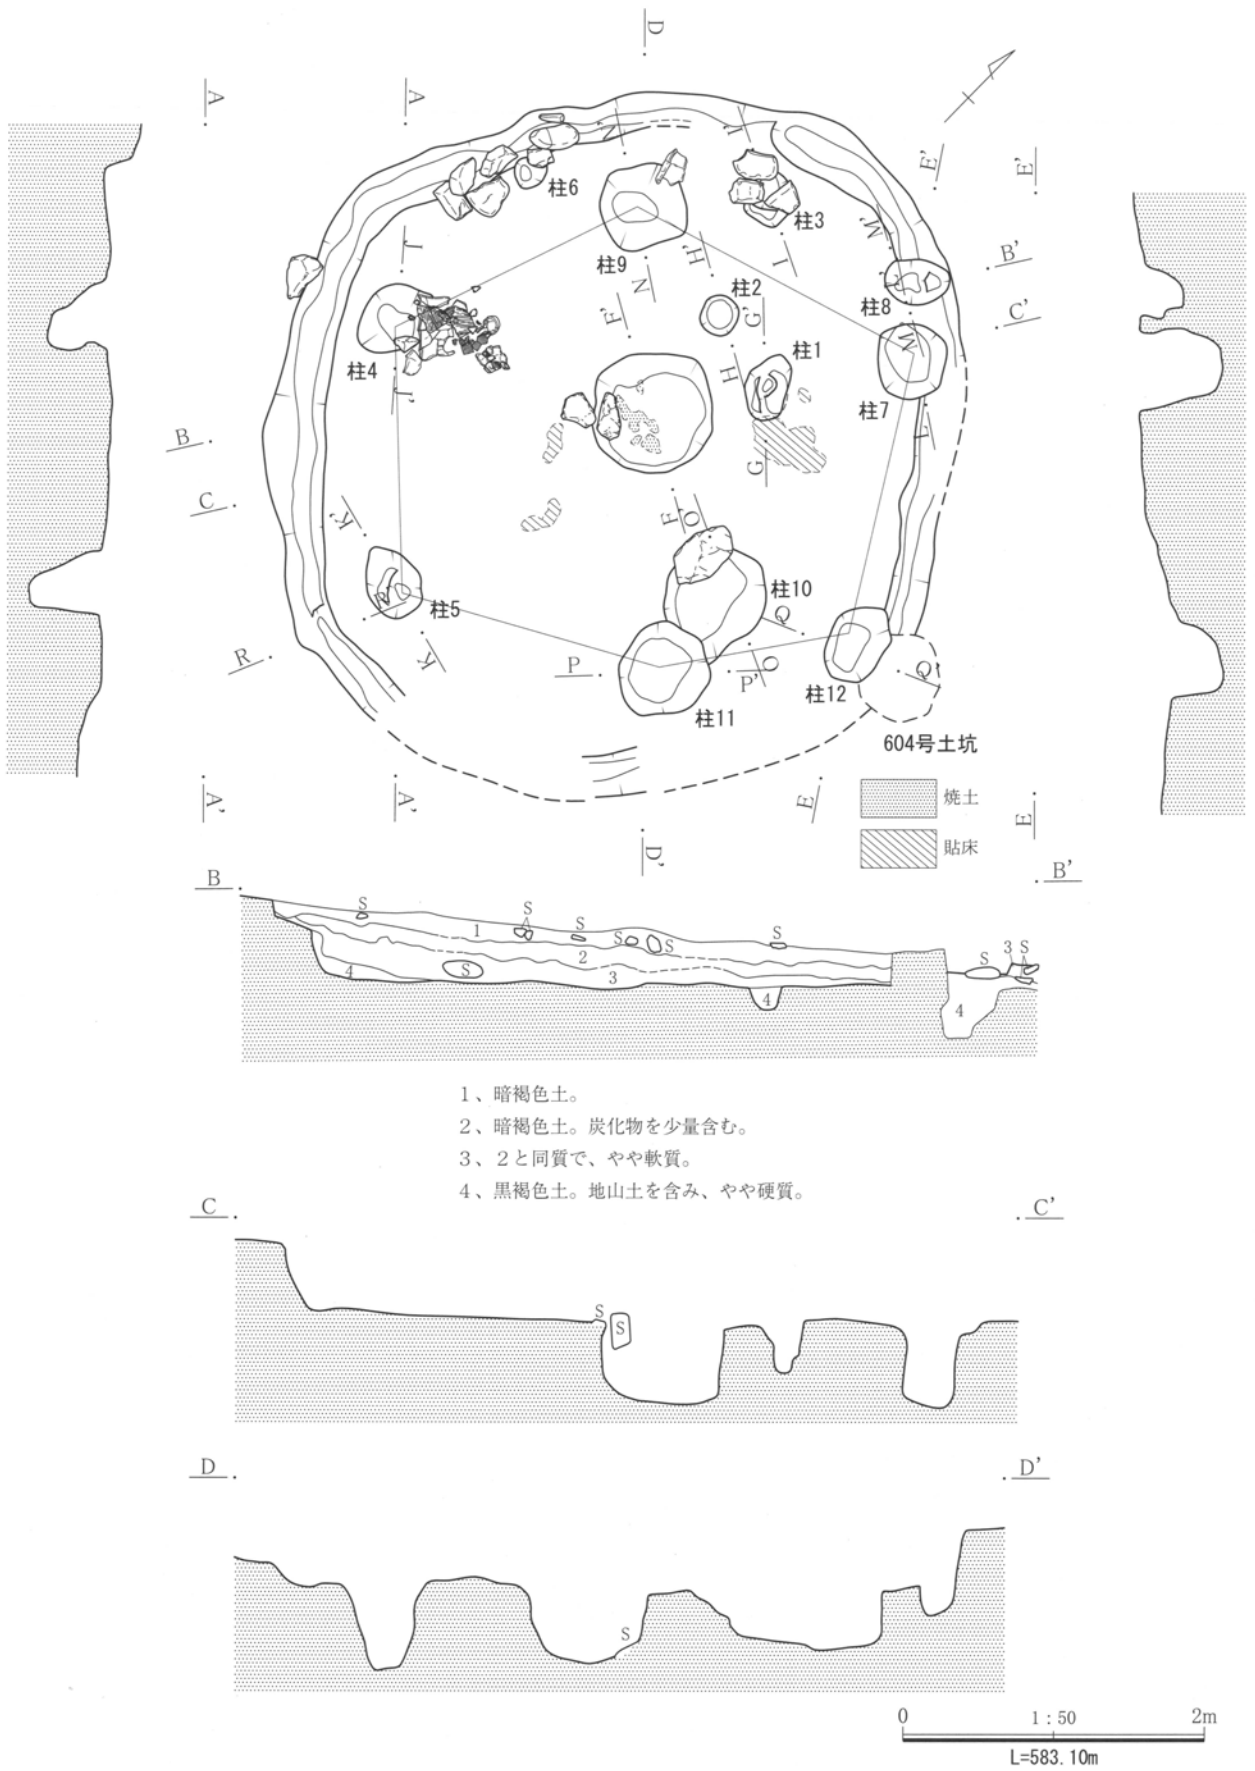 D
A
A
E'
E'
I'
柱6
柱3
M'
J
柱9
H'
I
B'
N
柱2
柱8
C'
F'
G'
柱1
M
柱4
H
柱7
J'
L'
B
G
C
K'
F
O'
柱10
柱5
Q
R
K
P
O
P'
Q'
柱12
柱11
604号土坑
焼土
A'
A'
E
E
D'
貼床
B
B'
S
S
S
S
S
S
3
S
1
2
S
4
S
3
4
4
1、暗褐色土。
2、暗褐色土。炭化物を少量含む。
3、2と同質で、やや軟質。
4、黒褐色土。地山土を含み、やや硬質。
C
C'
S
S
D
D'
S
0
1:50
2m
L=583.10m